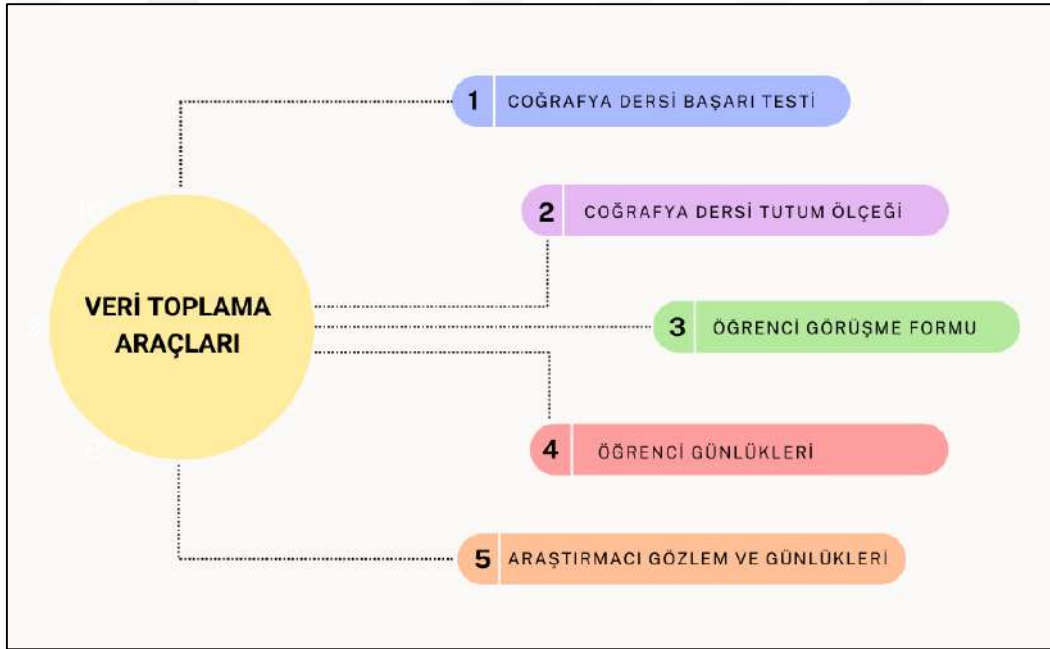 1 COĞRAFYA DERSİ BAŞARI TESTİ
2 COĞRAFYA DERSİ TUTUM ÖLÇEĞİ
VERİ TOPLAMA
ARAÇLARI
3 ÖĞRENCİ GÖRÜŞME FORMU
4 ÖĞRENCİ GÜNLÜKLERİ
5 ARAŞTIRMACI GÖZLEM VE GÜNLÜKLERİ